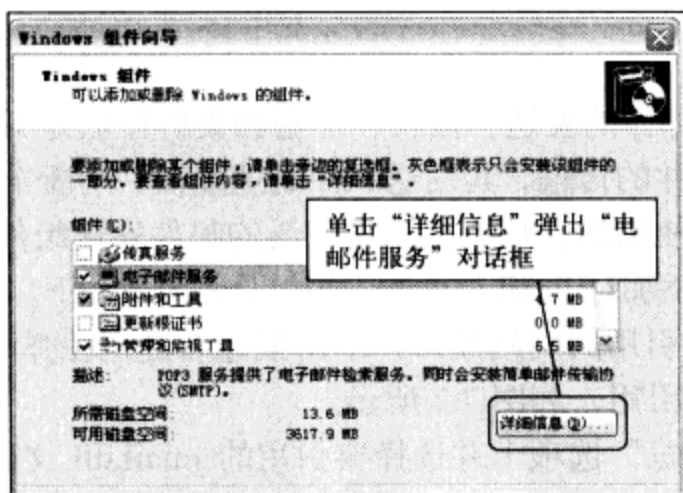 Windows 组件向导
Windows 组件
可以添加或删除 Windows 的组件。
要添加或删除某个组件，请单击旁边的复选框。灰色框表示只会安装该组件的
一部分。要查看组件内容，请单击“详细信息”。
单击“详细信息”弹出“电
邮件服务”对话框
组件(C):
传真服务
电子邮件服务
附件和工具 4.7 MB
更新根证书 0.0 MB
管理和监视工具 6.5 MB
描述: POP3 服务提供了电子邮件检索服务。同时会安装简单邮件传输协
议(SMTP)。
所需磁盘空间: 13.6 MB
可用磁盘空间: 3617.9 MB
详细信息(D)...